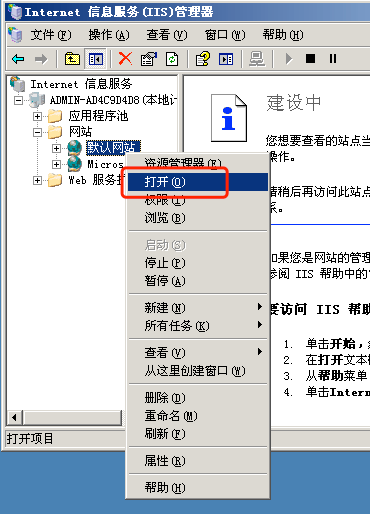 Internet 信息服务(IIS)管理器
文件(F) 操作(A) 查看(V) 窗口(W) 帮助(H)
Internet 信息服务
ADMIN-AD4C9D4D8(本地计
应用程序池
网站
默认网站
Micros
Web 服务扩
建设中
您想要查看的站点当
操作。
请稍后再访问此站点
系。
如果您是网站的管理
参阅 IIS 帮助中的
要访问 IIS 帮助
1. 单击开始,
2. 在打开文本框
3. 从帮助菜单
4. 单击Intern
资源管理器(E)
打开(O)
权限(I)
浏览(B)
启动(S)
停止(P)
暂停(A)
新建(N)
所有任务(K)
查看(V)
从这里创建窗口(W)
删除(D)
重命名(M)
刷新(F)
属性(R)
帮助(H)
打开项目